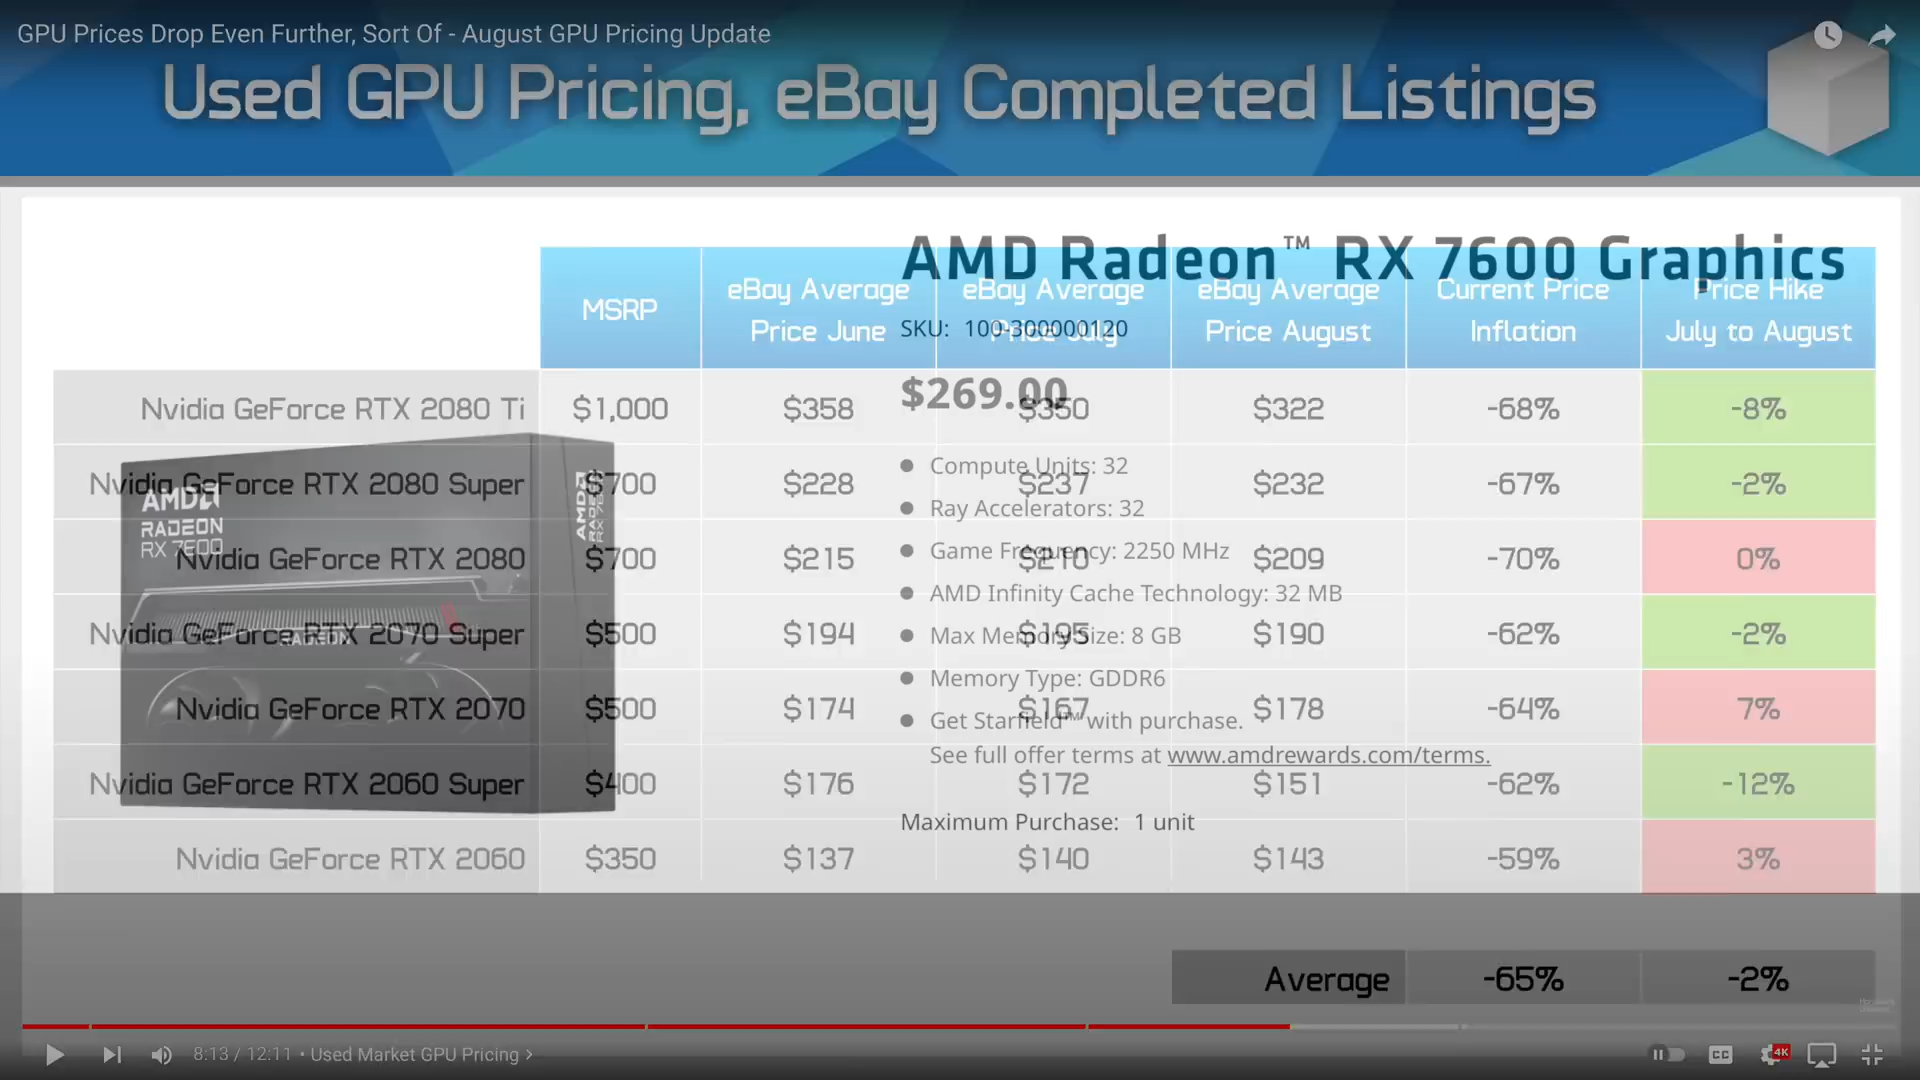 GPU Prices Drop Even Further, Sort Of - August GPU Pricing Update
Used GPU Pricing, eBay Completed Listings
AMD Radeon™ RX 7600 Graphics
SKU: 100-300000120
$269.00
Compute Units: 32
Ray Accelerators: 32
Game Frequency: 2250 MHz
AMD Infinity Cache Technology: 32 MB
Max Memory Size: 8 GB
Memory Type: GDDR6
Get Starfield™ with purchase.
See full offer terms at www.amdrewards.com/terms.
Maximum Purchase: 1 unit
AMD
RADEON
RX 7600
RADEON
MSRP eBay Average Price June eBay Average Price July eBay Average Price August Current Price Inflation Price Hike July to August
Nvidia GeForce RTX 2080 Ti $1,000 $358 $350 $322 -68% -8%
Nvidia GeForce RTX 2080 Super $700 $228 $237 $232 -67% -2%
Nvidia GeForce RTX 2080 $700 $215 $210 $209 -70% 0%
Nvidia GeForce RTX 2070 Super $500 $194 $195 $190 -62% -2%
Nvidia GeForce RTX 2070 $500 $174 $167 $178 -64% 7%
Nvidia GeForce RTX 2060 Super $400 $176 $172 $151 -62% -12%
Nvidia GeForce RTX 2060 $350 $137 $140 $143 -59% 3%
Average -65% -2%
8:13 / 12:11 • Used Market GPU Pricing >
CC
4K